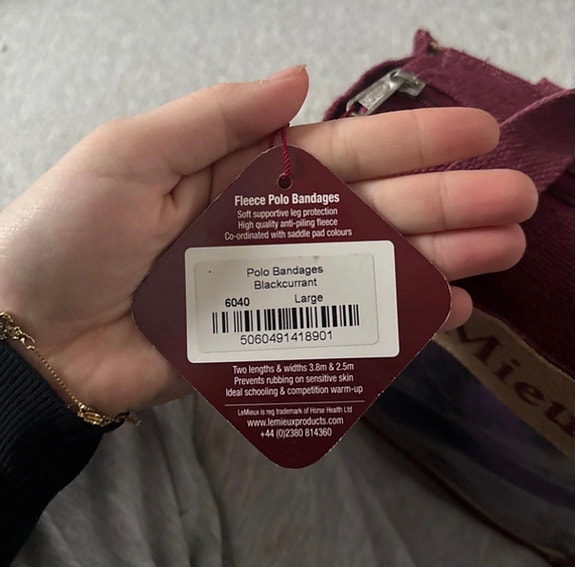 Fleece Polo Bandages
Soft supportive leg protection
High quality anti-piling fleece
Co-ordinated with saddle pad colours
Polo Bandages
Blackcurrant
6040 Large
5060491418901
Two lengths & widths 3.8m & 2.5m
Prevents rubbing on sensitive skin
Ideal schooling & competition warm-up
LeMieux is reg trademark of Horse Health Ltd
www.lemieuxproducts.com
+44 (0)2380 814360
Mieu